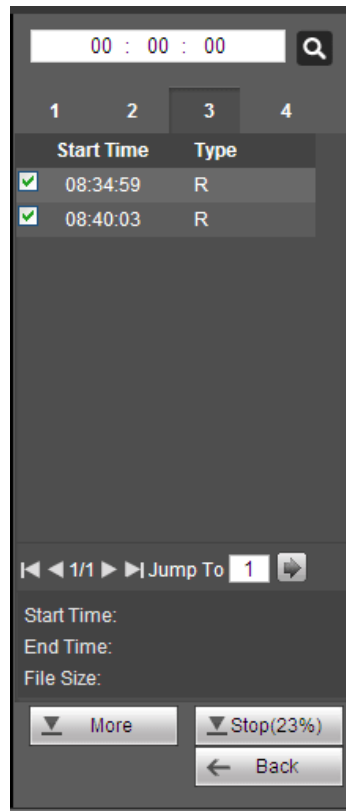 00 : 00 : 00
1 2 3 4
Start Time Type
08:34:59 R
08:40:03 R
1/1 Jump To 1
Start Time:
End Time:
File Size:
More Stop(23%)
Back